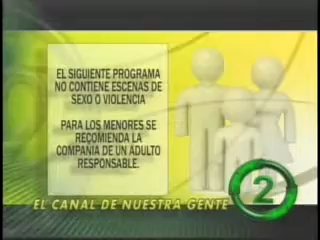 EL SIGUIENTE PROGRAMA
NO CONTIENE ESCENAS DE
SEXO O VIOLENCIA
PARA LOS MENORES SE
RECOMIENDA LA
COMPAÑIA DE UN ADULTO
RESPONSABLE.
EL CANAL DE NUESTRA GENTE
2